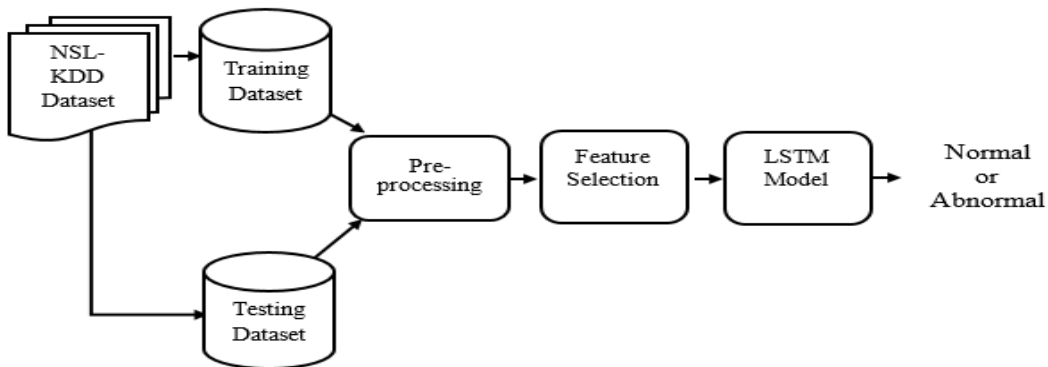 NSL-
KDD
Dataset
Training
Dataset
Pre-
processing
Feature
Selection
LSTM
Model
Normal
or
Abnormal
Testing
Dataset